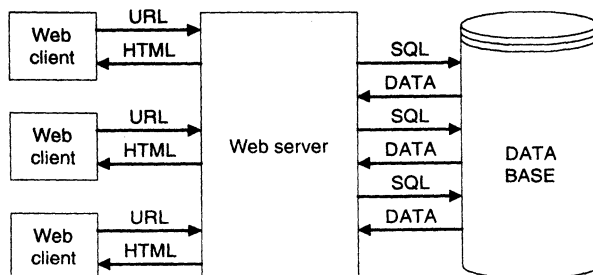 Web
client
URL
HTML
Web
client
URL
HTML
Web
client
URL
HTML
Web server
SQL
DATA
SQL
DATA
SQL
DATA
DATA
BASE